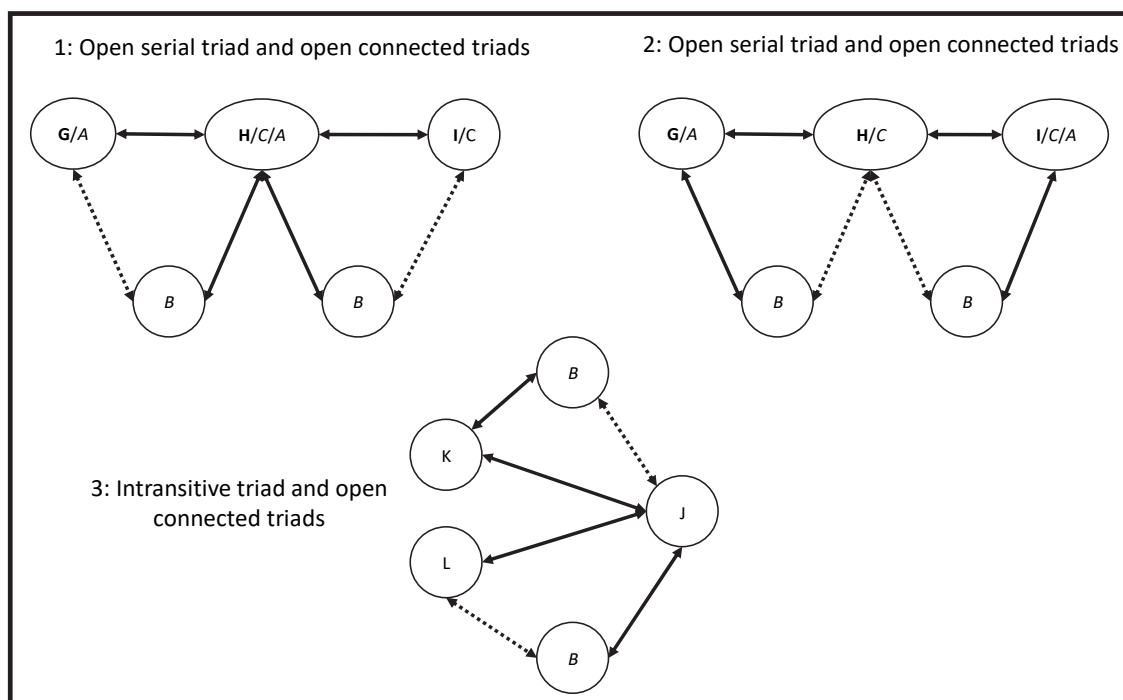 1: Open serial triad and open connected triads
2: Open serial triad and open connected triads
G/A
H/C/A
I/C
G/A
H/C
I/C/A
B
B
B
B
B
K
3: Intransitive triad and open
connected triads
J
L
B